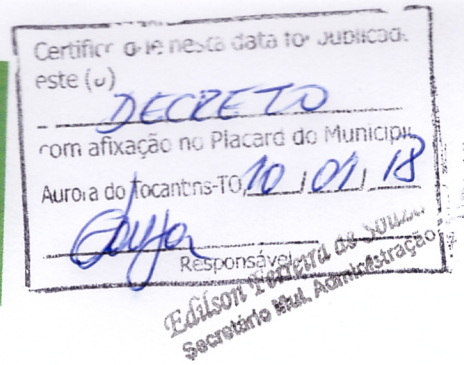 Certifico que nesta data foi publicado
este (o)
DECRETO
com afixação no Placard do Município
Aurora do Tocantins-TO, 10 / 01 / 18
Responsável
Edilson Ferreira de Souza
Secretário Mul. Administração